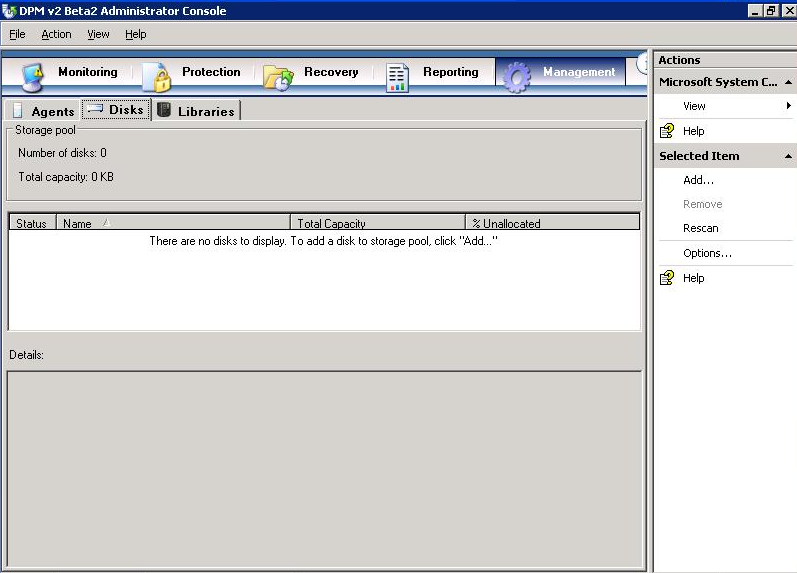 DPM v2 Beta2 Administrator Console
File Action View Help
Monitoring Protection Recovery Reporting Management
Agents Disks Libraries
Storage pool
Number of disks: 0
Total capacity: 0 KB
Status Name Total Capacity % Unallocated
There are no disks to display. To add a disk to storage pool, click "Add..."
Details:
Actions
Microsoft System C...
View
Help
Selected Item
Add...
Remove
Rescan
Options...
Help